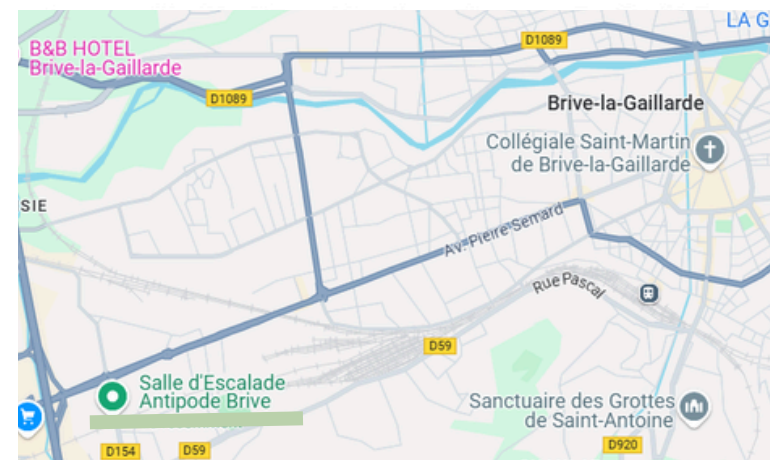 LA G
D1089
B&B HOTEL
Brive-la-Gaillarde
D1089
Brive-la-Gaillarde
Collégiale Saint-Martin
de Brive-la-Gaillarde
SIE
Av. Pierre Semard
Rue Pascal
D59
Salle d'Escalade
Antipode Brive
Sanctuaire des Grottes
de Saint-Antoine
D154
D59
D920